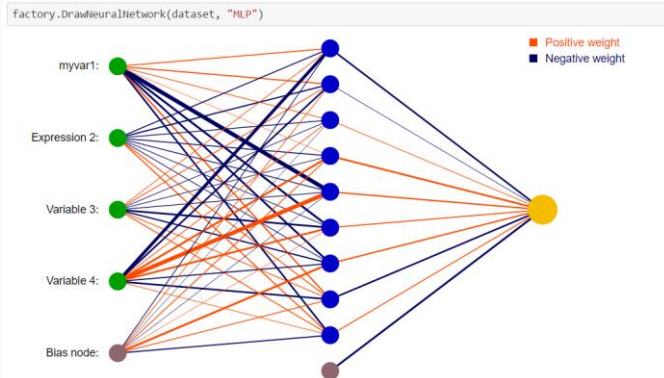 factory.DrawNeuralNetwork(dataset, "MLP")
Positive weight
Negative weight
myvar1:
Expression 2:
Variable 3:
Variable 4:
Bias node: